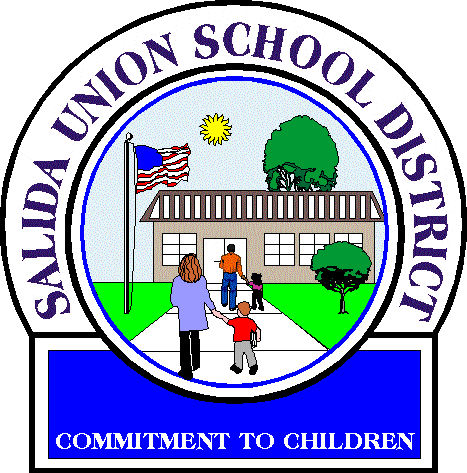 SALIDA UNION SCHOOL DISTRICT
COMMITMENT TO CHILDREN